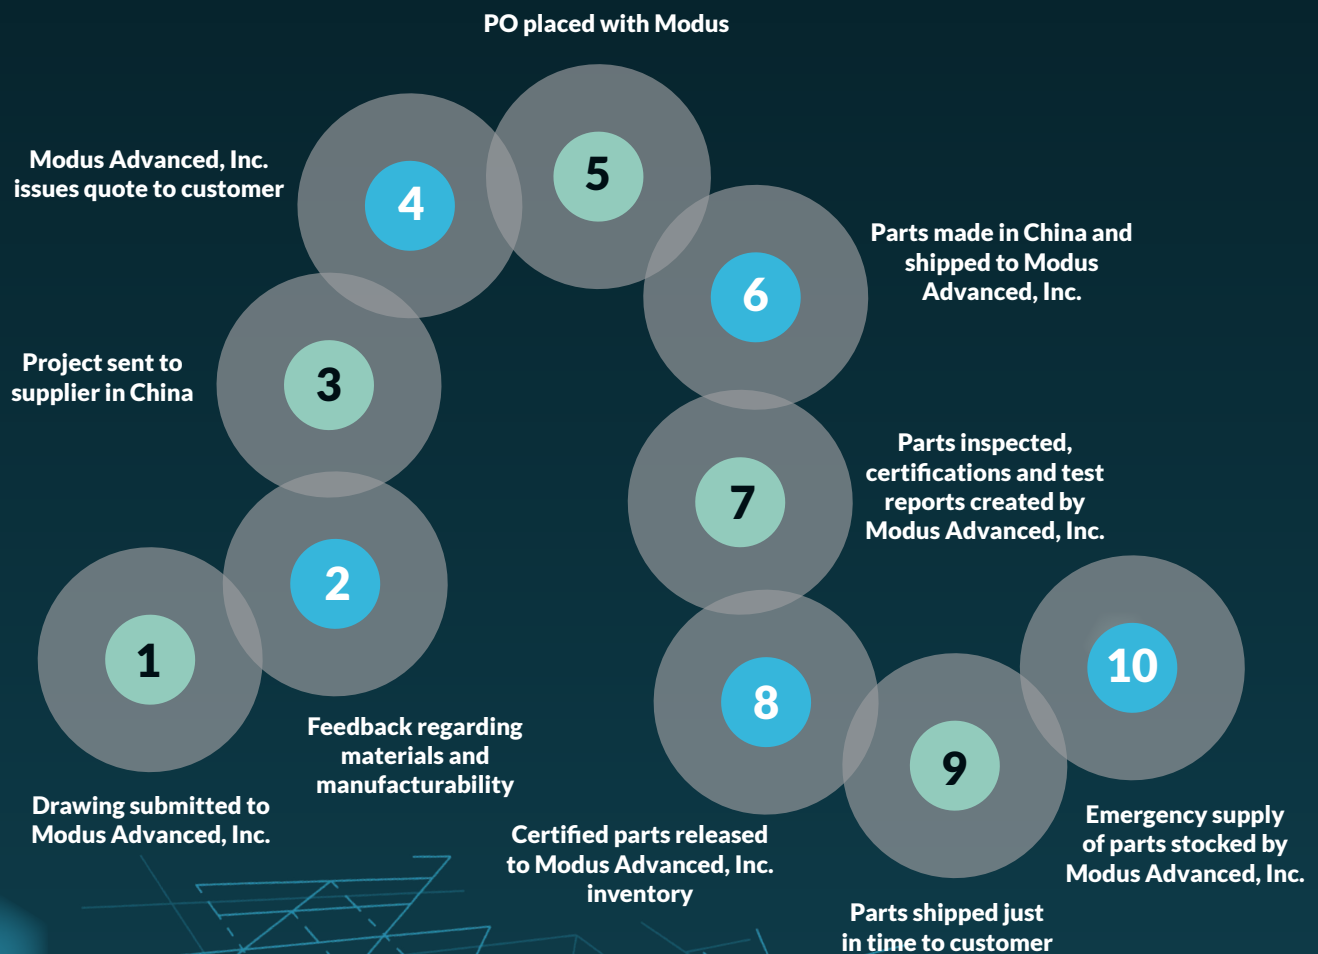 1
Drawing submitted to
Modus Advanced, Inc.
2
Feedback regarding
materials and
manufacturability
3
Project sent to
supplier in China
4
Modus Advanced, Inc.
issues quote to customer
5
PO placed with Modus
6
Parts made in China and
shipped to Modus
Advanced, Inc.
7
Parts inspected,
certifications and test
reports created by
Modus Advanced, Inc.
8
Certified parts released
to Modus Advanced, Inc.
inventory
9
Parts shipped just
in time to customer
10
Emergency supply
of parts stocked by
Modus Advanced, Inc.